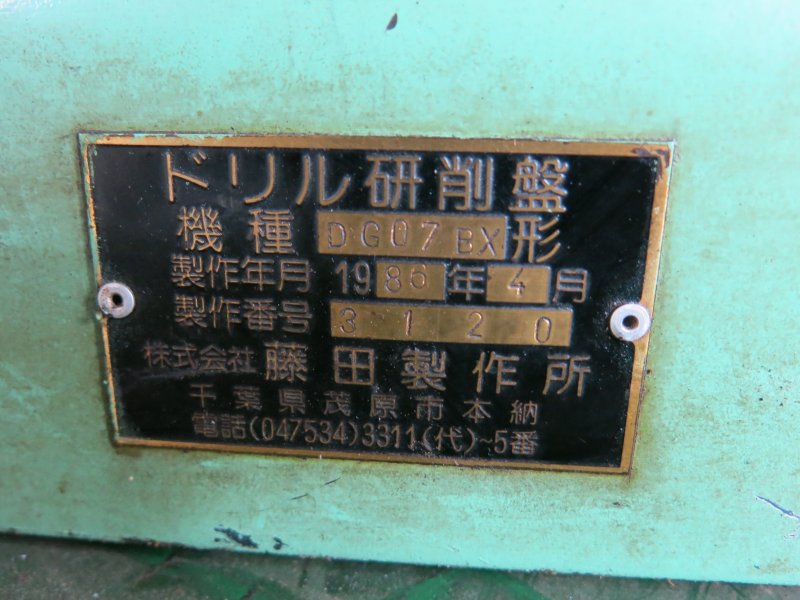 ドリル研削盤
機種 DG07BX形
製作年月 1986年4月
製作番号 3120
株式会社 藤田製作所
千葉県茂原市本納
電話(047534)3311(代)~5番